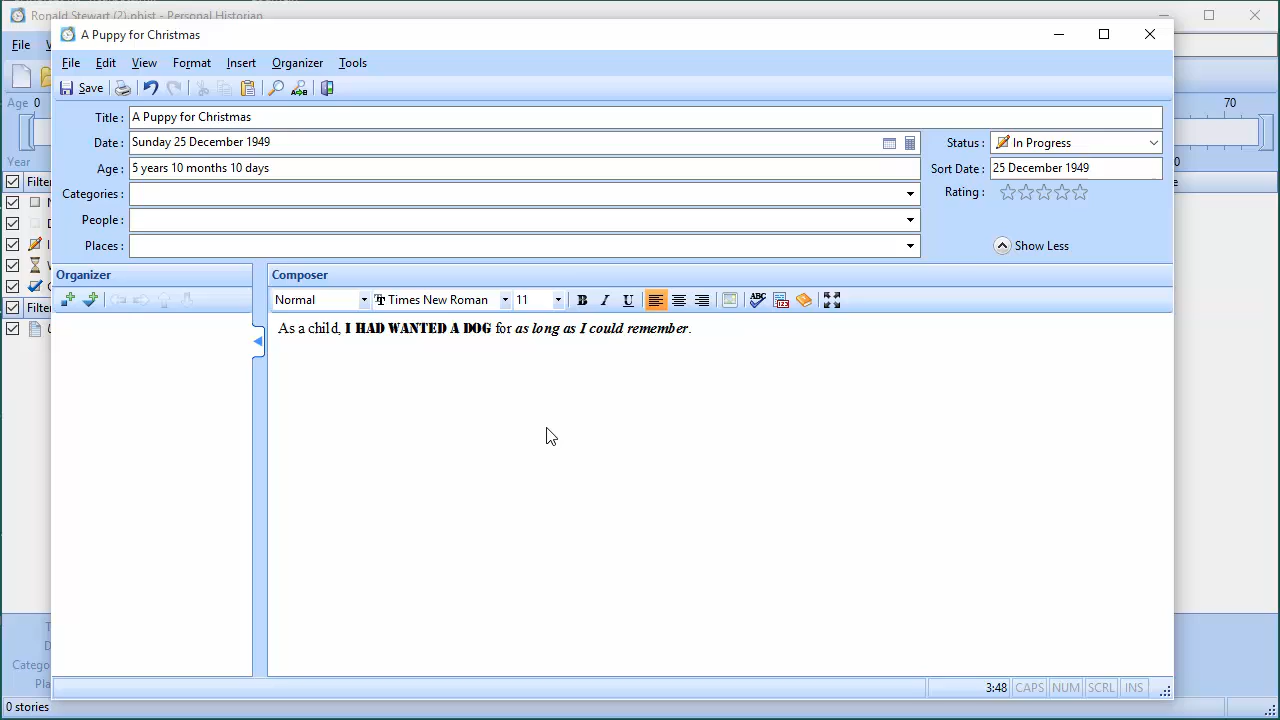 Ronald Stewart (2).phist - Personal Historian
A Puppy for Christmas
File
File Edit View Format Insert Organizer Tools
Save
Age 0
70
Title : A Puppy for Christmas
Date : Sunday 25 December 1949
Status : In Progress
Year
Age : 5 years 10 months 10 days
Sort Date : 25 December 1949
Filter
Categories :
Rating :
People :
Places :
Show Less
Organizer
Composer
Normal Times New Roman 11 B I U ABC 123
Filter
As a child, I HAD WANTED A DOG for as long as I could remember.
3:48 CAPS NUM SCRL INS
0 stories